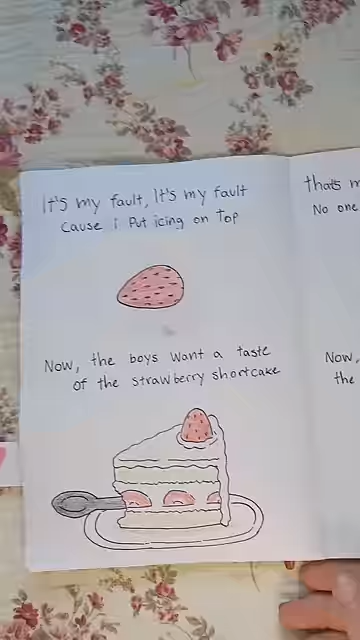 It's my fault, It's my fault
Cause i Put icing on top
Now, the boys want a taste
of the strawberry shortcake
thats
No one
Now,
the